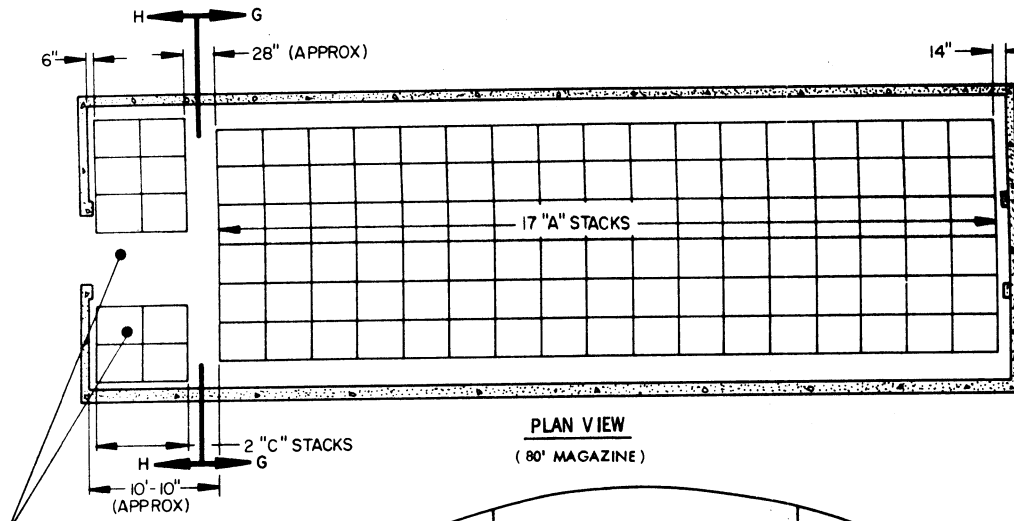 H G
6" 28" (APPROX) 14"
17 "A" STACKS
PLAN VIEW
(80' MAGAZINE)
2 "C" STACKS
H G
10'-10"
(APPROX)